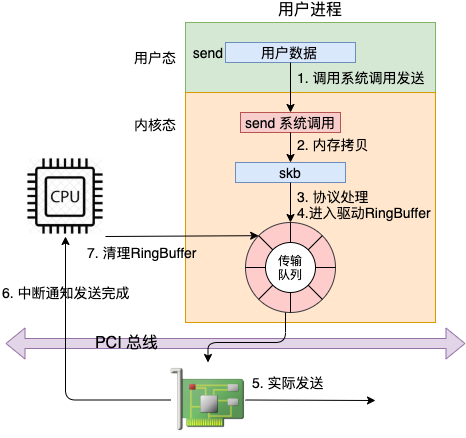 用户进程
用户态
send
用户数据
1. 调用系统调用发送
内核态
send 系统调用
2. 内存拷贝
skb
3. 协议处理
4.进入驱动RingBuffer
CPU
7. 清理RingBuffer
传输
队列
6. 中断通知发送完成
PCI 总线
5. 实际发送